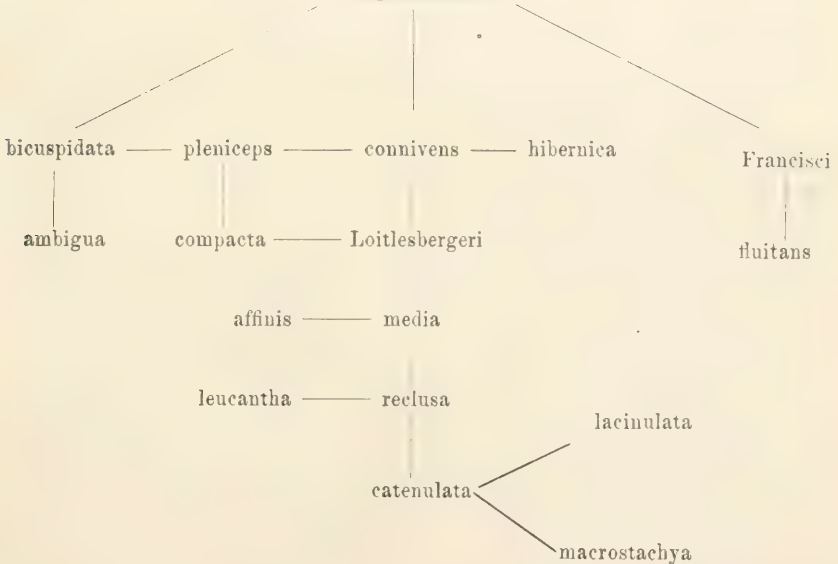 bicuspidata — pleniceps — connivens — hibernica
Francisci
ambigua compacta — Loitlesbergeri
fluitans
affinis — media
leucantha — reclusa
lacinulata
catenulata
macrostachya